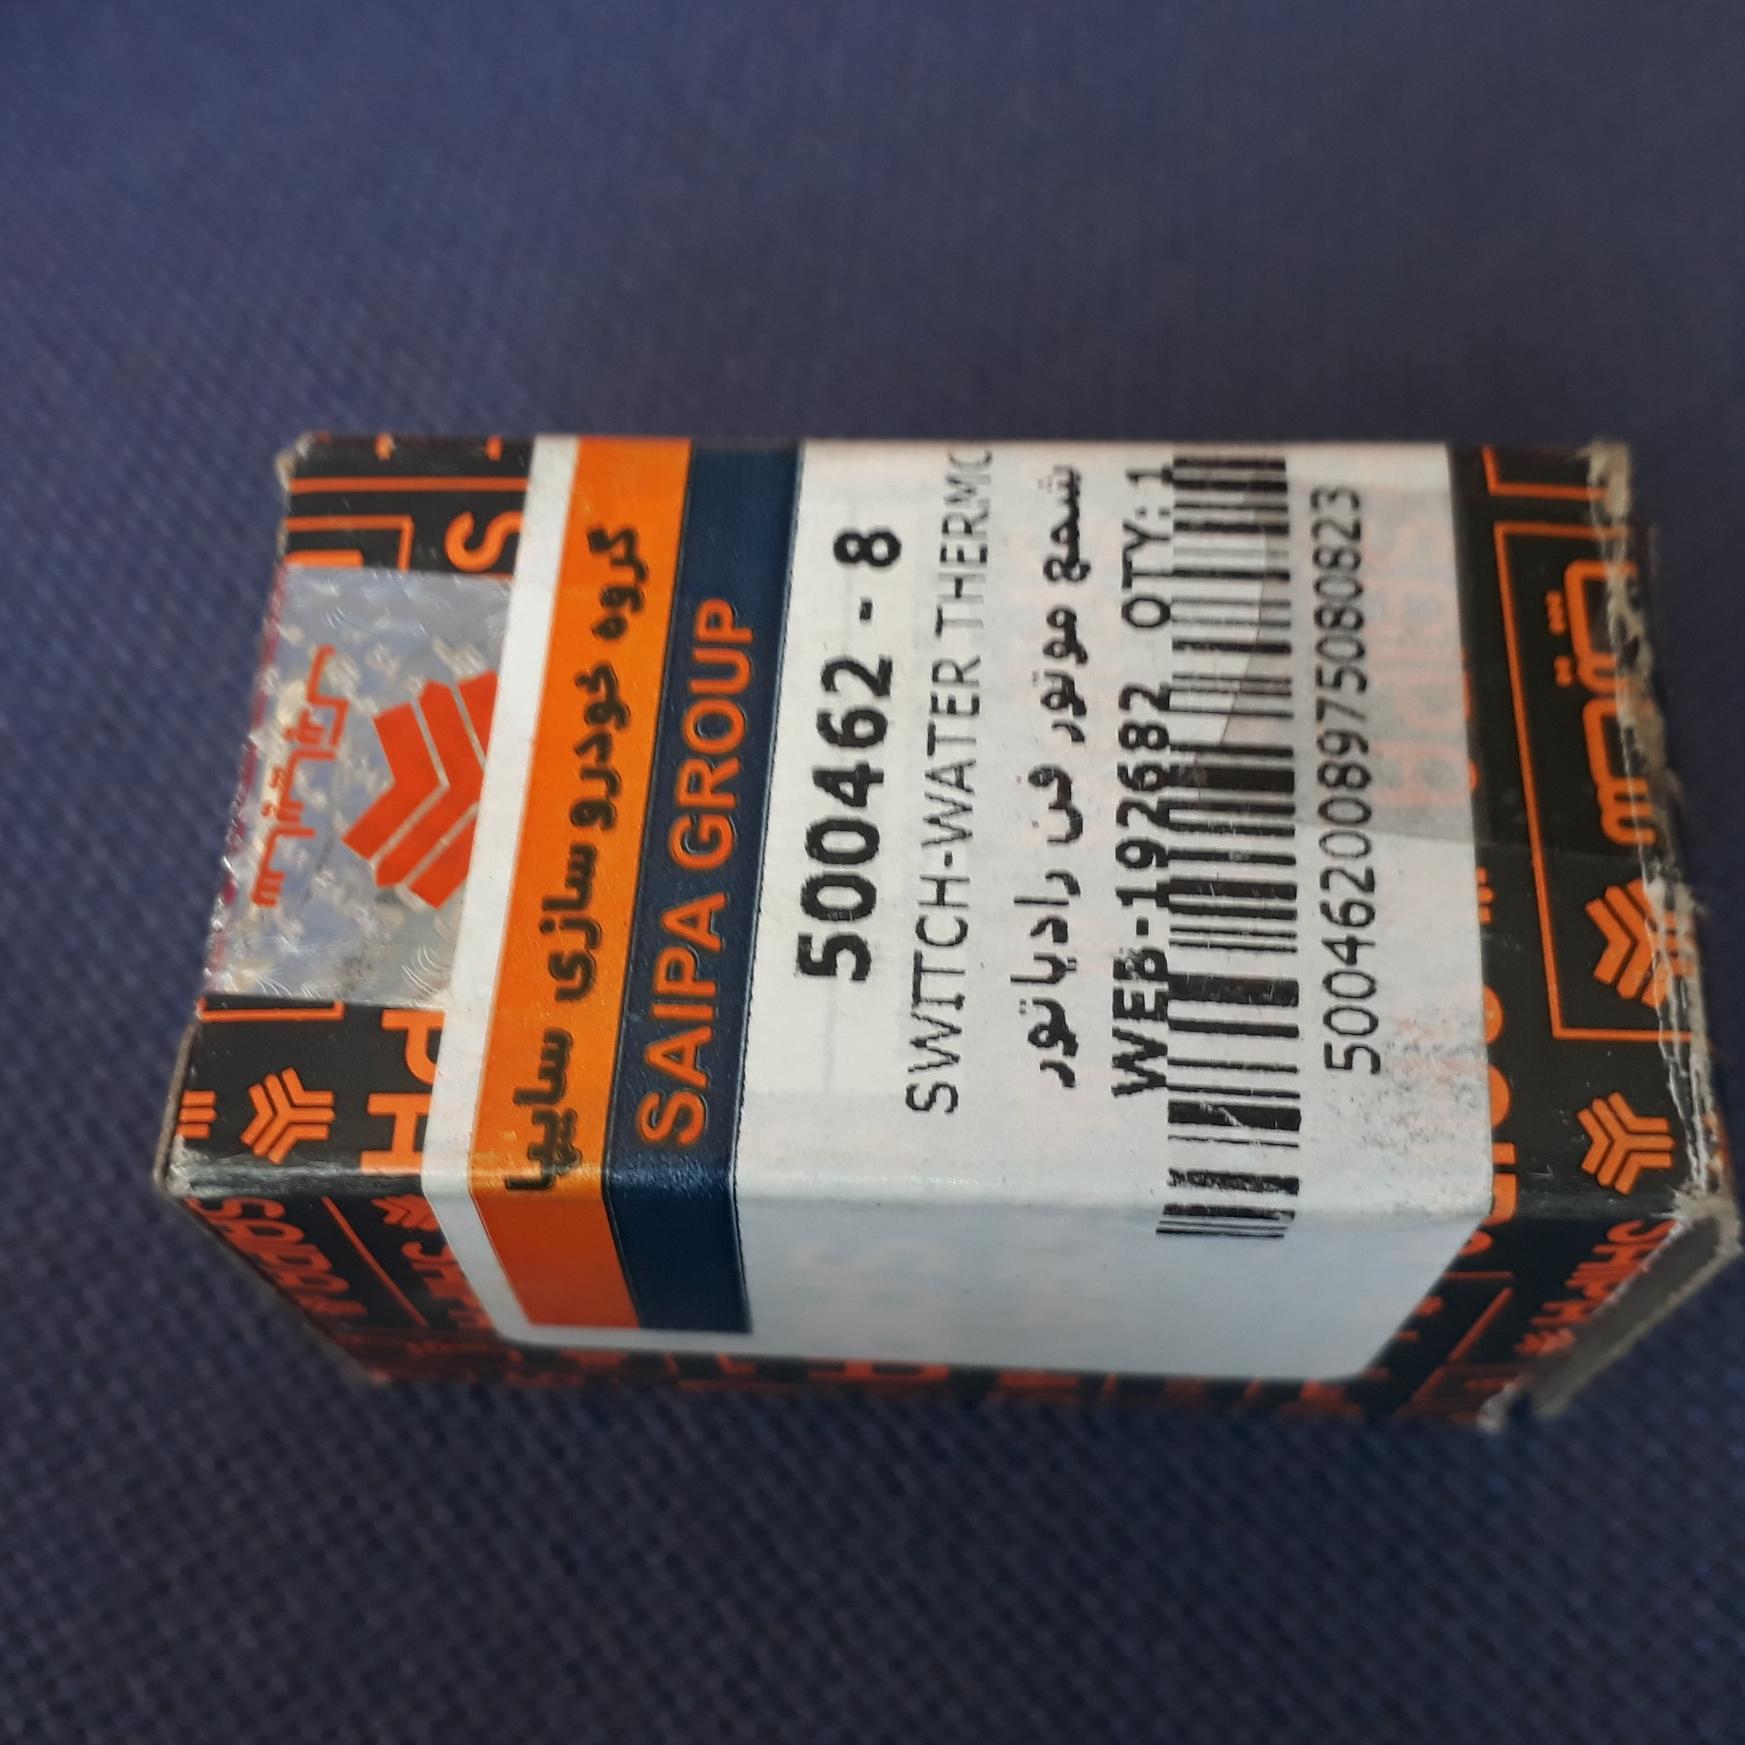 گروه خودرو سازی سایپا
SAIPA GROUP
500462 - 8
SWITCH-WATER THERMO
شمع موتور فن رادیاتور
WEB-192682 QTY: 1
500462008975080823